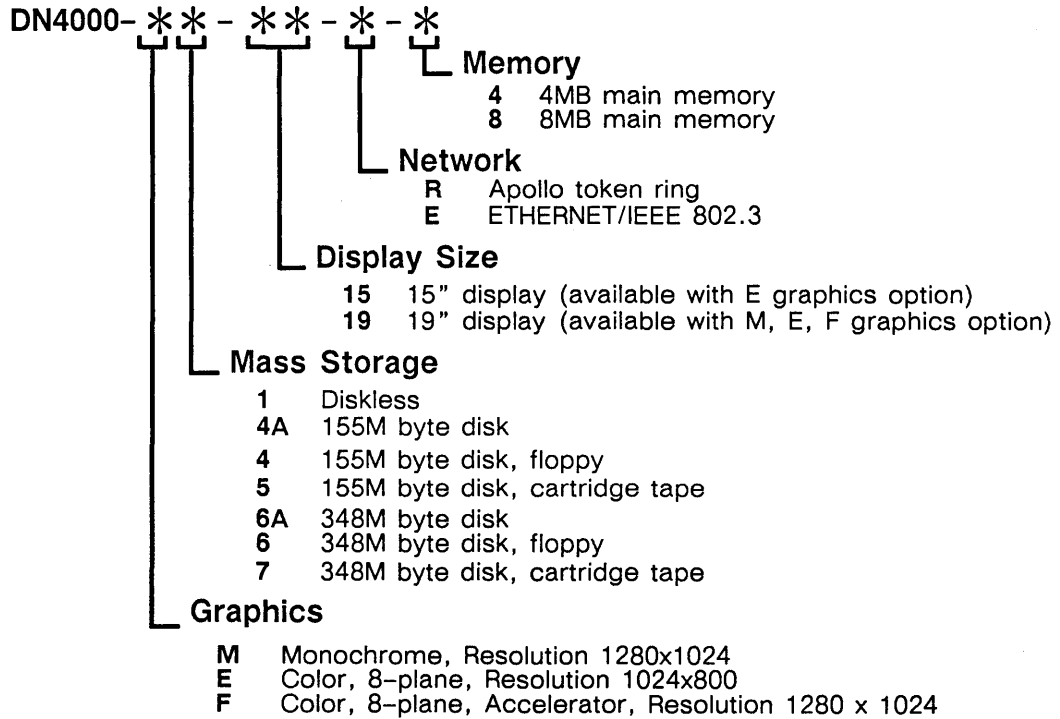 DN4000- ** - ** - * - *
Memory
4 4MB main memory
8 8MB main memory
Network
R Apollo token ring
E ETHERNET/IEEE 802.3
Display Size
15 15” display (available with E graphics option)
19 19” display (available with M, E, F graphics option)
Mass Storage
1 Diskless
4A 155M byte disk
4 155M byte disk, floppy
5 155M byte disk, cartridge tape
6A 348M byte disk
6 348M byte disk, floppy
7 348M byte disk, cartridge tape
Graphics
M Monochrome, Resolution 1280x1024
E Color, 8–plane, Resolution 1024x800
F Color, 8–plane, Accelerator, Resolution 1280 x 1024